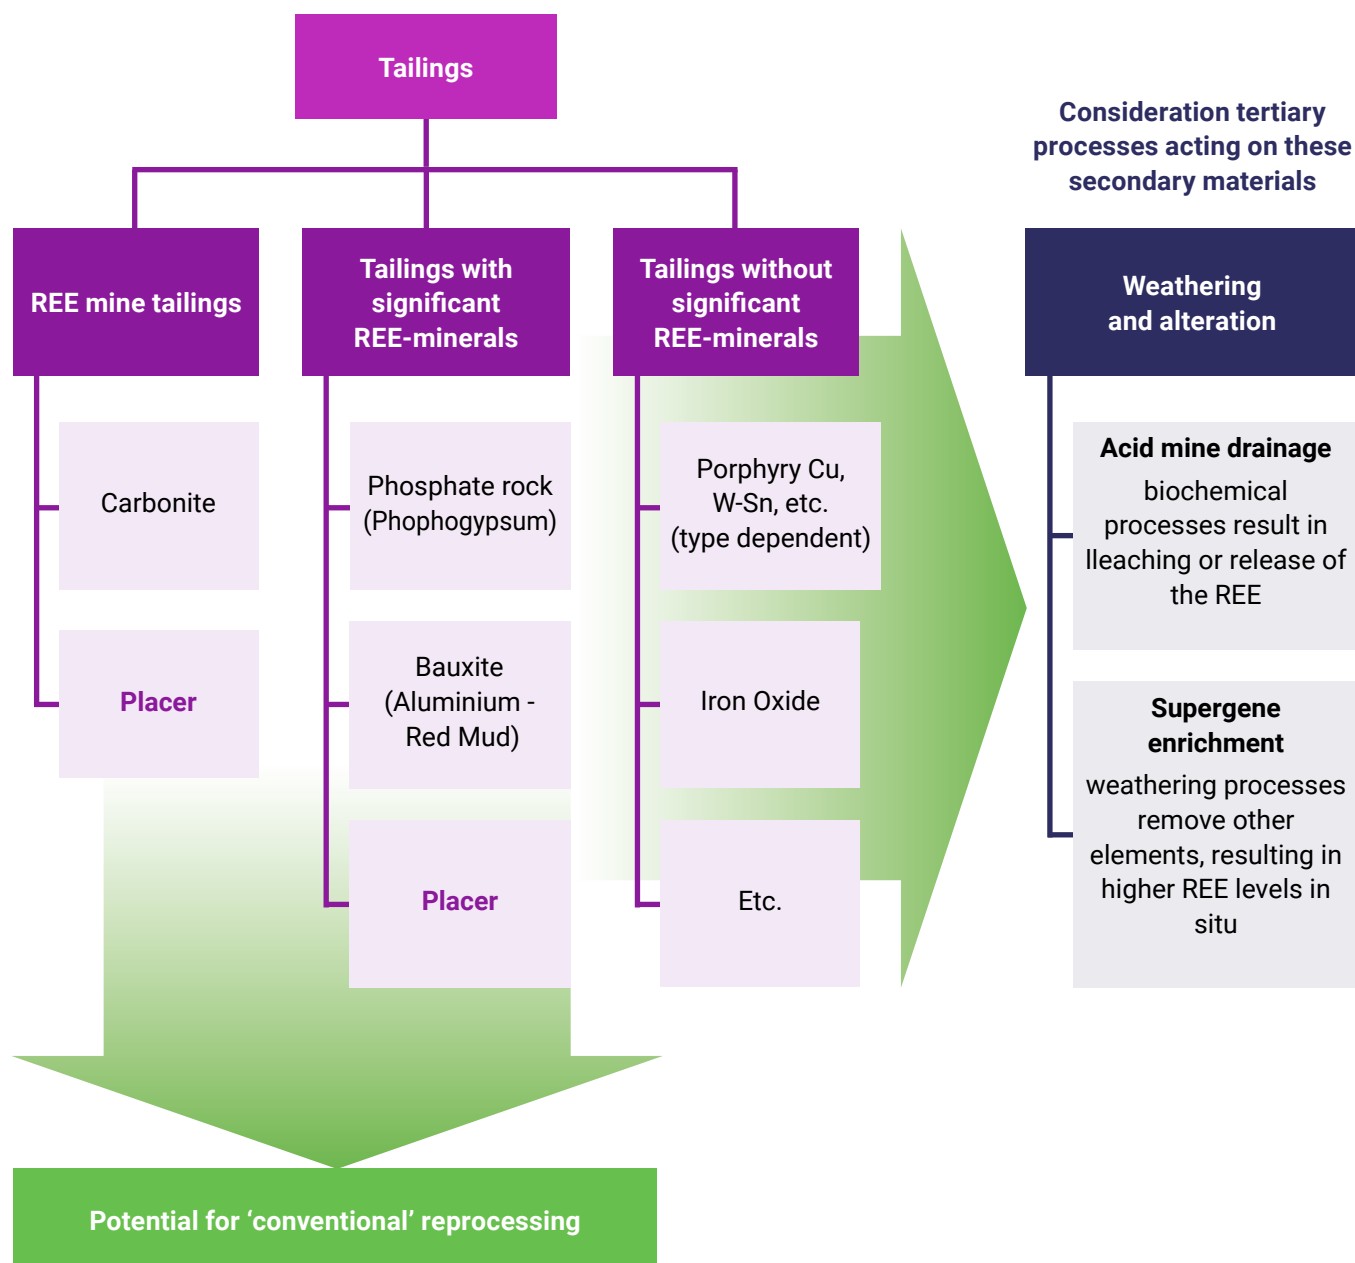 Tailings
Consideration tertiary
processes acting on these
secondary materials
REE mine tailings
Tailings with
significant
REE-minerals
Tailings without
significant
REE-minerals
Weathering
and alteration
Carbonite
Placer
Phosphate rock
(Phophogypsum)
Bauxite
(Aluminium -
Red Mud)
Placer
Porphyry Cu,
W-Sn, etc.
(type dependent)
Iron Oxide
Etc.
Acid mine drainage
biochemical
processes result in
lleaching or release of
the REE
Supergene
enrichment
weathering processes
remove other
elements, resulting in
higher REE levels in
situ
Potential for ‘conventional’ reprocessing